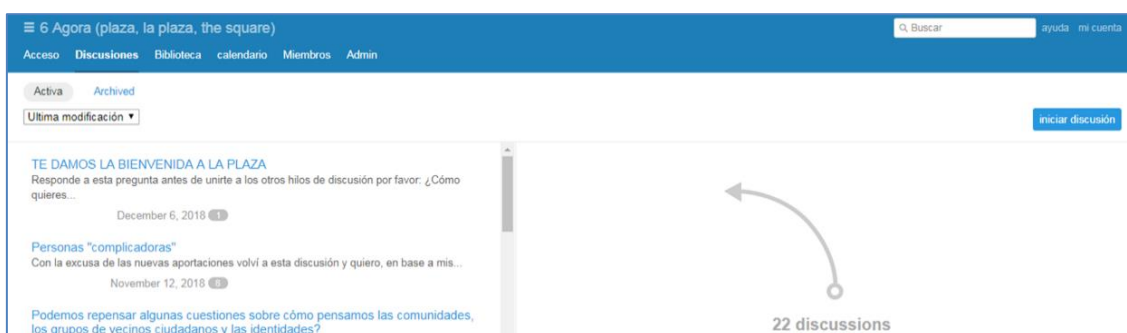 ☰ 6 Agora (plaza, la plaza, the square)
Buscar
ayuda mi cuenta
Acceso Discusiones Biblioteca calendario Miembros Admin
Activa Archived
Ultima modificación ▼
iniciar discusión
TE DAMOS LA BIENVENIDA A LA PLAZA
Responde a esta pregunta antes de unirte a los otros hilos de discusión por favor: ¿Cómo
quieres...
December 6, 2018 1
Personas "complicadoras"
Con la excusa de las nuevas aportaciones volví a esta discusión y quiero, en base a mis...
November 12, 2018
Podemos repensar algunas cuestiones sobre cómo pensamos las comunidades,
los grupos de vecinos ciudadanos y las identidades?
22 discussions